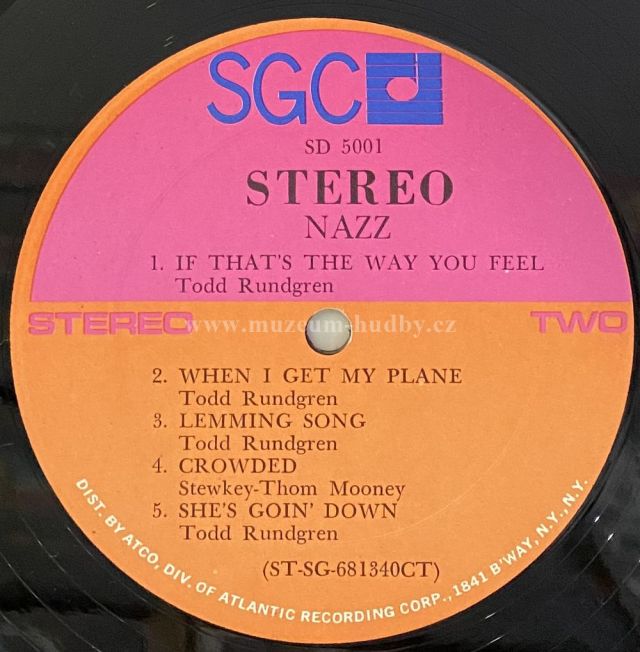 SGC
SD 5001
STEREO
NAZZ
1. IF THAT'S THE WAY YOU FEEL
Todd Rundgren
STEREO www.muzeum-hudby.cz TWO
2. WHEN I GET MY PLANE
Todd Rundgren
3. LEMMING SONG
Todd Rundgren
4. CROWDED
Stewkey-Thom Mooney
5. SHE'S GOIN' DOWN
Todd Rundgren
(ST-SG-681340CT)
DIST. BY ATCO, DIV. OF ATLANTIC RECORDING CORP., 1841 B'WAY, N.Y., N.Y.